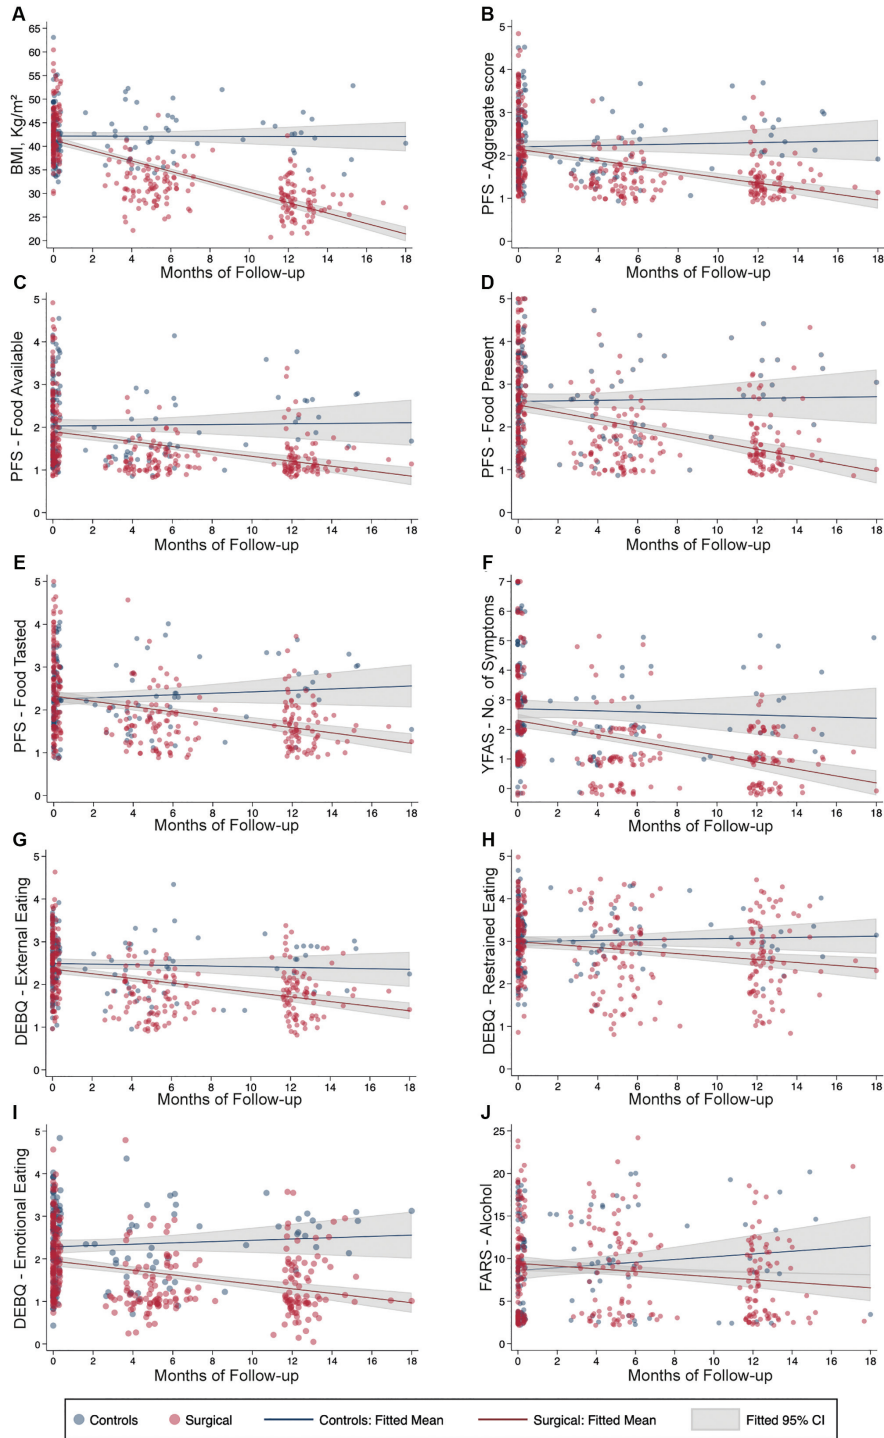 A
BMI, Kg/m²
65
60
55
50
45
40
35
30
25
20
0 2 4 6 8 10 12 14 16 18
Months of Follow-up
B
PFS - Aggregate score
5
4
3
2
1
0
0 2 4 6 8 10 12 14 16 18
Months of Follow-up
C
PFS - Food Available
5
4
3
2
1
0
0 2 4 6 8 10 12 14 16 18
Months of Follow-up
D
PFS - Food Present
5
4
3
2
1
0
0 2 4 6 8 10 12 14 16 18
Months of Follow-up
E
PFS - Food Tasted
5
4
3
2
1
0
0 2 4 6 8 10 12 14 16 18
Months of Follow-up
F
YFAS - No. of Symptoms
7
6
5
4
3
2
1
0
0 2 4 6 8 10 12 14 16 18
Months of Follow-up
G
DEBQ - External Eating
5
4
3
2
1
0
0 2 4 6 8 10 12 14 16 18
Months of Follow-up
H
DEBQ - Restrained Eating
5
4
3
2
1
0
0 2 4 6 8 10 12 14 16 18
Months of Follow-up
I
DEBQ - Emotional Eating
5
4
3
2
1
0
0 2 4 6 8 10 12 14 16 18
Months of Follow-up
J
FARS - Alcohol
25
20
15
10
5
0
0 2 4 6 8 10 12 14 16 18
Months of Follow-up
Controls Surgical Controls: Fitted Mean Surgical: Fitted Mean Fitted 95% CI